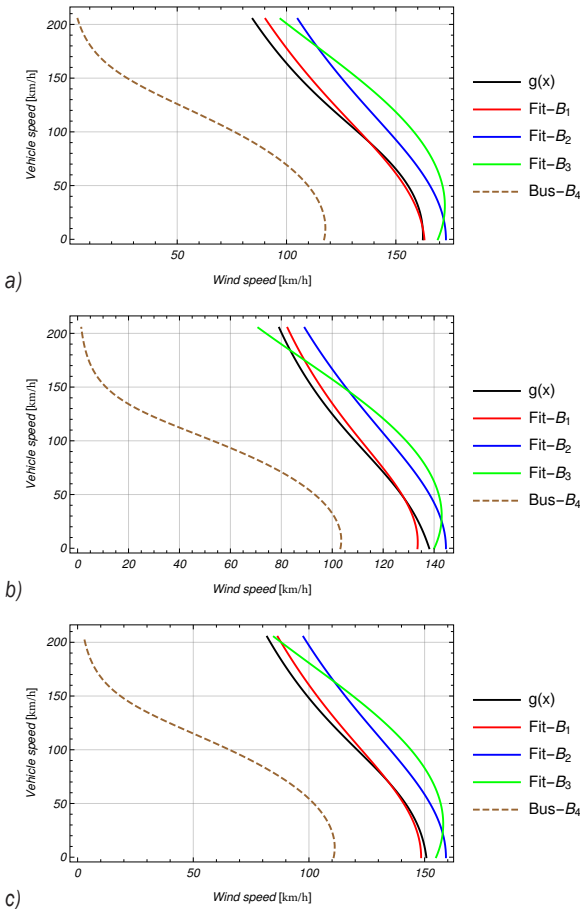 200
150
100
50
0
Vehicle speed [km/h]
50
100
150
Wind speed [km/h]
g(x)
Fit–B1
Fit–B2
Fit–B3
Bus–B4
a)
200
150
100
50
0
Vehicle speed [km/h]
0
20
40
60
80
100
120
140
Wind speed [km/h]
g(x)
Fit–B1
Fit–B2
Fit–B3
Bus–B4
b)
200
150
100
50
0
Vehicle speed [km/h]
0
50
100
150
Wind speed [km/h]
g(x)
Fit–B1
Fit–B2
Fit–B3
Bus–B4
c)